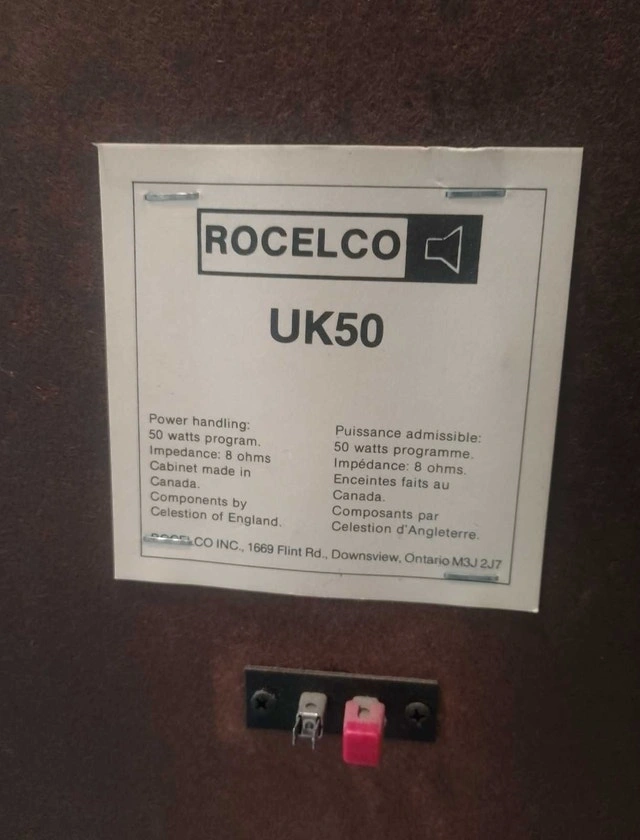 ROCELCO
UK50
Power handling:
50 watts program.
Impedance: 8 ohms
Cabinet made in
Canada.
Components by
Celestion of England.
Puissance admissible:
50 watts programme.
Impédance: 8 ohms.
Enceintes faits au
Canada.
Composants par
Celestion d'Angleterre.
ROCELCO INC., 1669 Flint Rd., Downsview, Ontario M3J 2J7